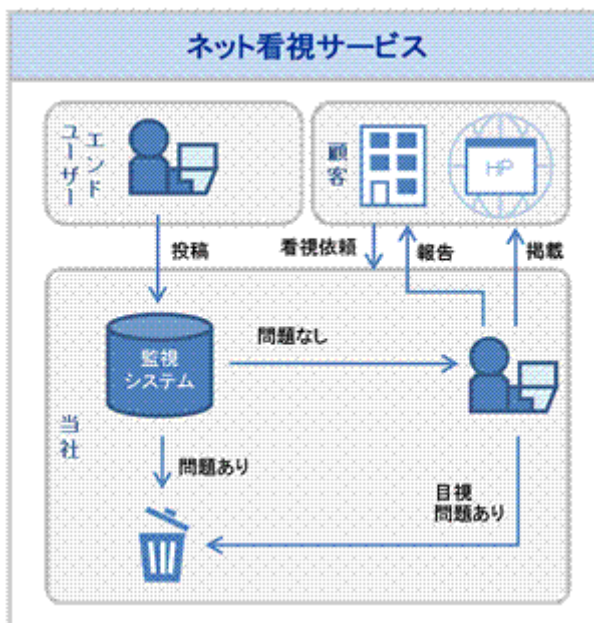 ネット看視サービス
エンド
ユーザー
顧客
HP
投稿
看視依頼
報告
掲載
監視
システム
問題なし
当社
問題あり
目視
問題あり